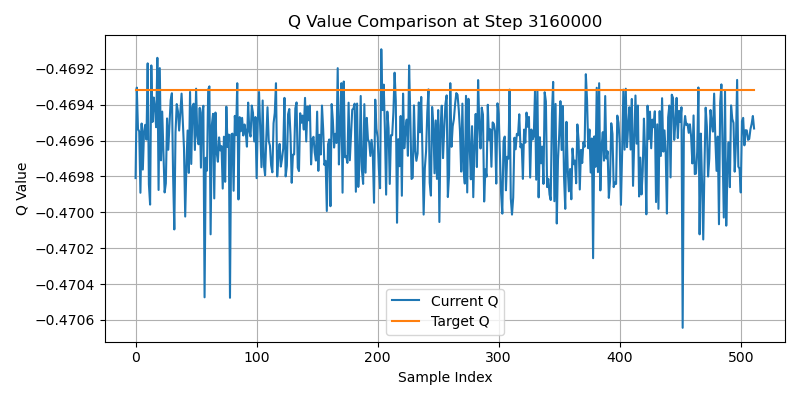 Q Value Comparison at Step 3160000
Q Value
−0.4692
−0.4694
−0.4696
−0.4698
−0.4700
−0.4702
−0.4704
−0.4706
Current Q
Target Q
0 100 200 300 400 500
Sample Index